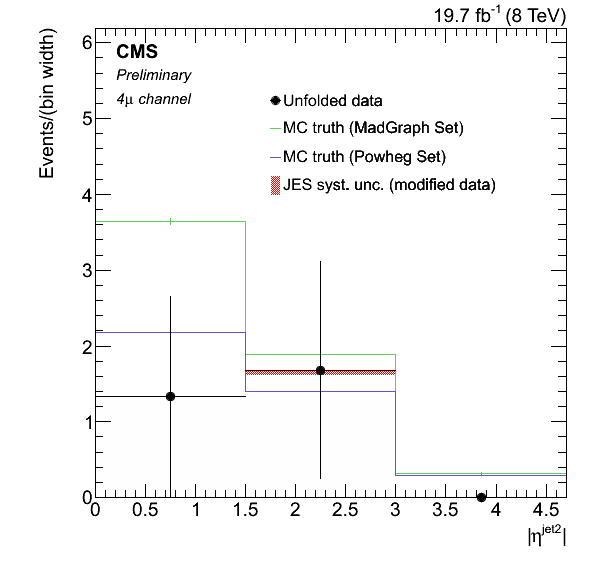 19.7 fb⁻¹ (8 TeV)
CMS
Preliminary
4μ channel
Unfolded data
MC truth (MadGraph Set)
MC truth (Powheg Set)
JES syst. unc. (modified data)
Events/(bin width)
6
5
4
3
2
1
0
0 0.5 1 1.5 2 2.5 3 3.5 4 4.5
|η^jet2|